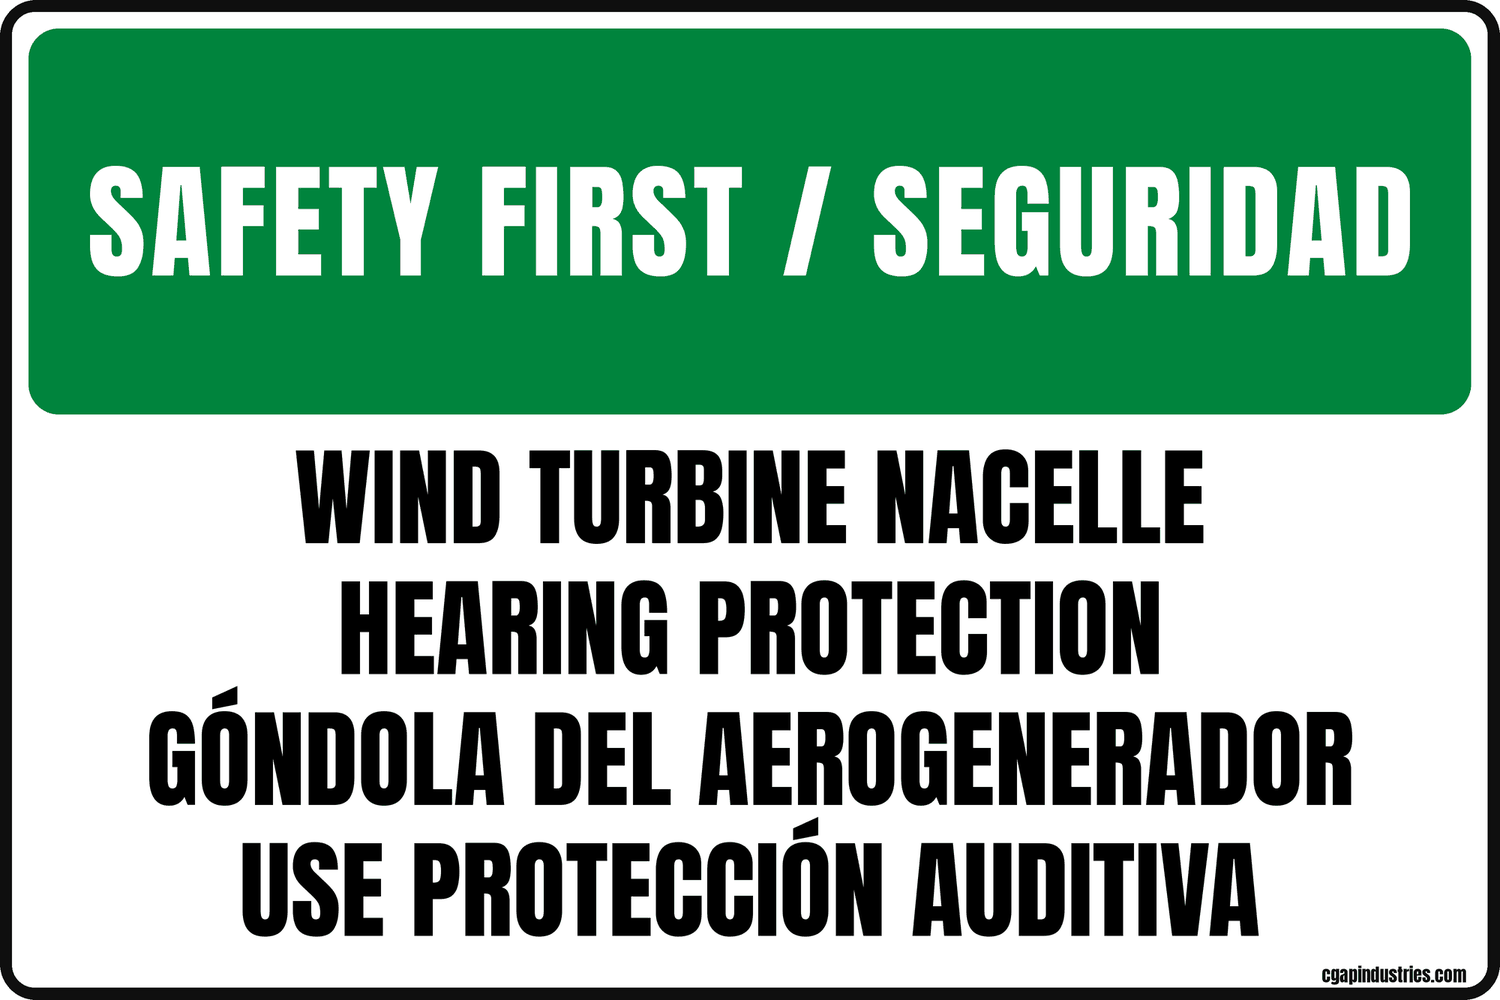 SAFETY FIRST / SEGURIDAD
WIND TURBINE NACELLE
HEARING PROTECTION
GÓNDOLA DEL AEROGENERADOR
USE PROTECCIÓN AUDITIVA
cgapindustries.com